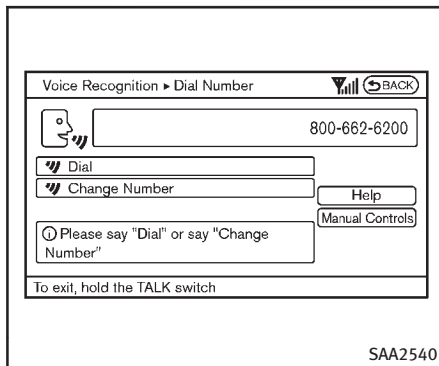 Voice Recognition ▸ Dial Number
BACK
800-662-6200
Dial
Change Number
Help
Manual Controls
Please say "Dial" or say "Change
Number"
To exit, hold the TALK switch
SAA2540